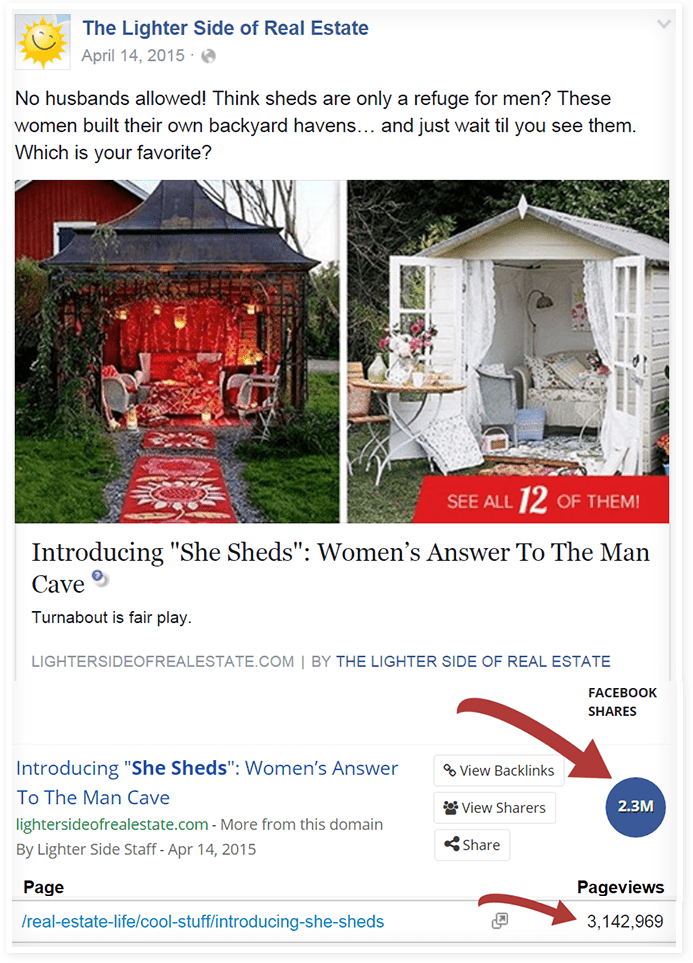 The Lighter Side of Real Estate
April 14, 2015 ·
No husbands allowed! Think sheds are only a refuge for men? These
women built their own backyard havens… and just wait til you see them.
Which is your favorite?
SEE ALL 12 OF THEM!
Introducing "She Sheds": Women’s Answer To The Man
Cave
Turnabout is fair play.
LIGHTERSIDEOFREALESTATE.COM | BY THE LIGHTER SIDE OF REAL ESTATE
FACEBOOK
SHARES
Introducing "She Sheds": Women’s Answer
To The Man Cave
lightersideofrealestate.com - More from this domain
By Lighter Side Staff - Apr 14, 2015
View Backlinks
View Sharers
Share
2.3M
Page Pageviews
/real-estate-life/cool-stuff/introducing-she-sheds 3,142,969